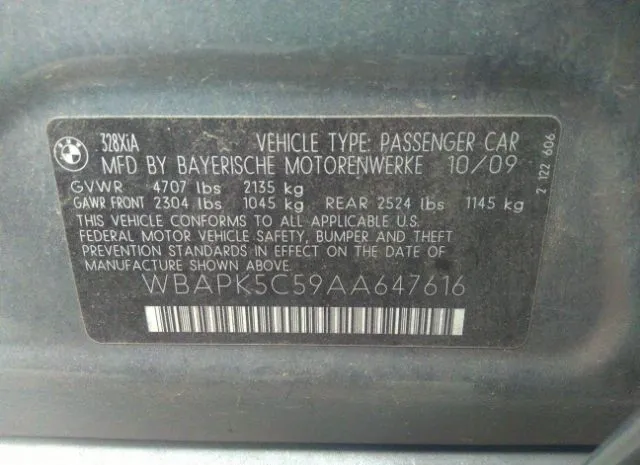 328XiA VEHICLE TYPE: PASSENGER CAR
MFD BY BAYERISCHE MOTORENWERKE 10/09
GVWR 4707 lbs 2135 kg
GAWR FRONT 2304 lbs 1045 kg REAR 2524 lbs 1145 kg
THIS VEHICLE CONFORMS TO ALL APPLICABLE U.S.
FEDERAL MOTOR VEHICLE SAFETY, BUMPER AND THEFT
PREVENTION STANDARDS IN EFFECT ON THE DATE OF
MANUFACTURE SHOWN ABOVE.
WBAPK5C59AA647616
2 122 606